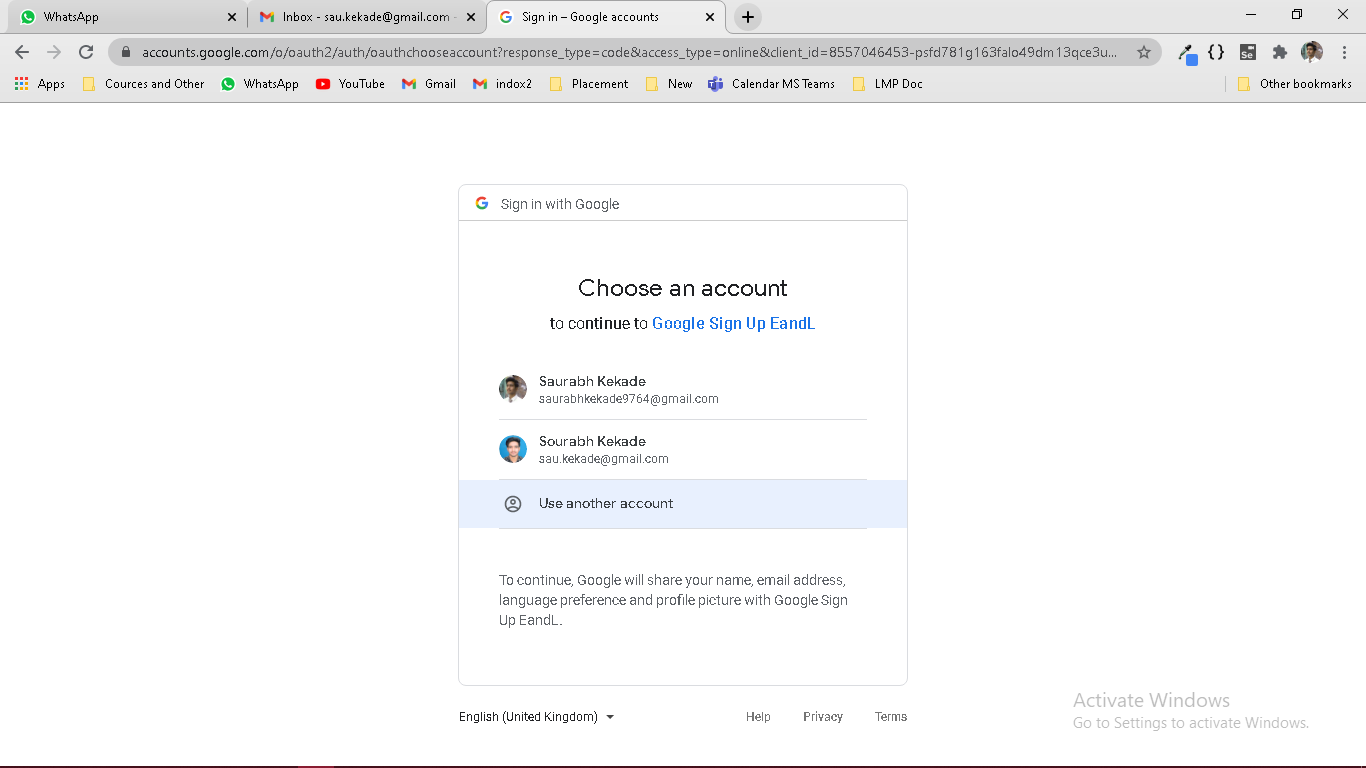 WhatsApp
Inbox - sau.kekade@gmail.com
Sign in – Google accounts
accounts.google.com/o/oauth2/auth/oauthchooseaccount?response_type=code&access_type=online&client_id=8557046453-psfd781g163falo49dm13qce3u...
Se
Apps
Cources and Other
WhatsApp
YouTube
Gmail
indox2
Placement
New
Calendar MS Teams
LMP Doc
Other bookmarks
Sign in with Google
Choose an account
to continue to Google Sign Up EandL
Saurabh Kekade
saurabhkekade9764@gmail.com
Sourabh Kekade
sau.kekade@gmail.com
Use another account
To continue, Google will share your name, email address,
language preference and profile picture with Google Sign
Up EandL.
English (United Kingdom)
Help
Privacy
Terms
Activate Windows
Go to Settings to activate Windows.